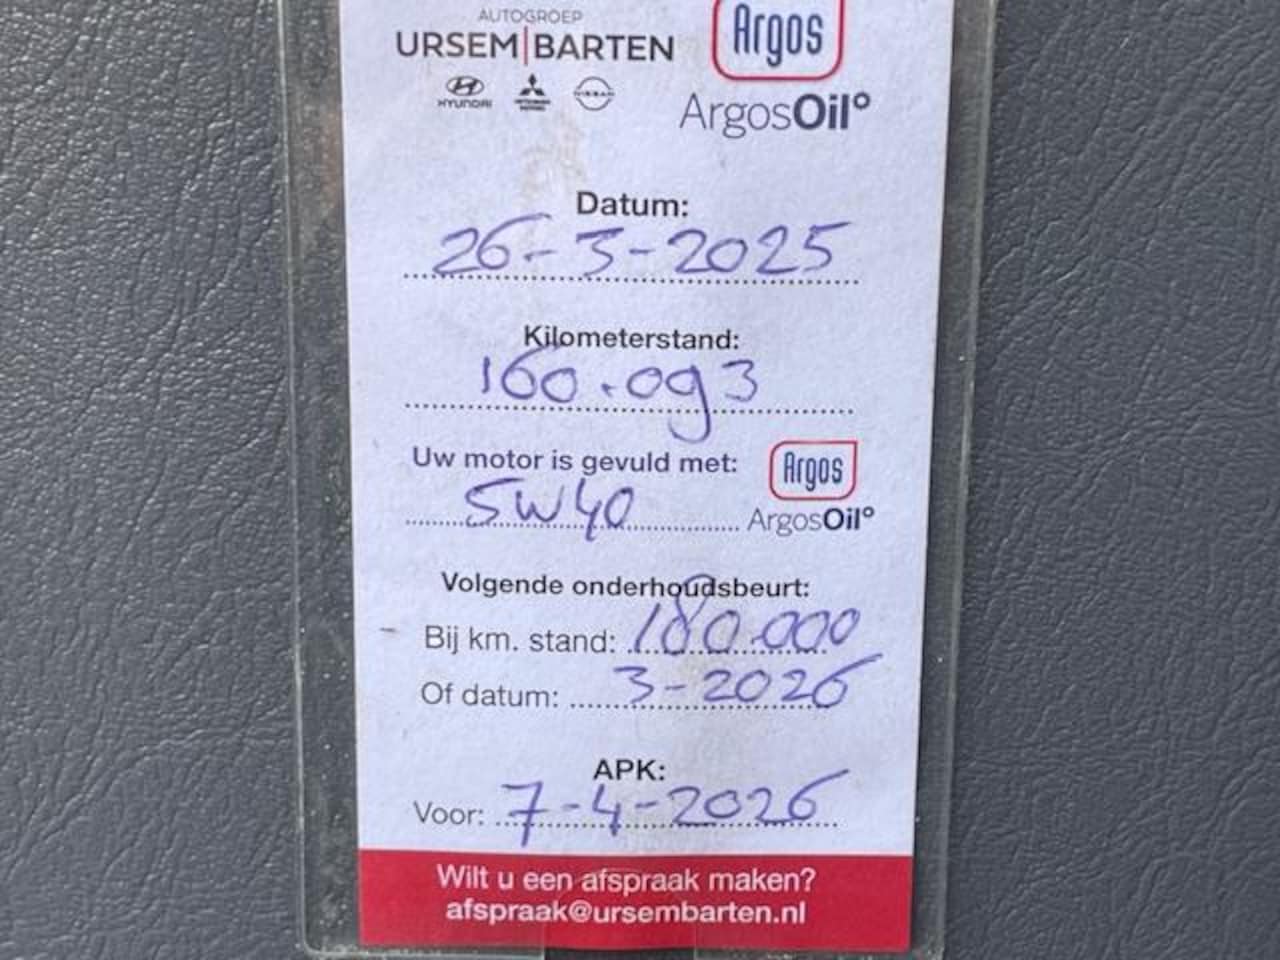 AUTOGROEP
URSEM|BARTEN
Argos
HYUNDAI
NISSAN
ArgosOil°
Datum:
26-3-2025
Kilometerstand:
160.093
Uw motor is gevuld met:
Argos
5W40
ArgosOil°
Volgende onderhoudsbeurt:
Bij km. stand: 180.000
Of datum: 3-2026
APK:
Voor: 7-4-2026
Wilt u een afspraak maken?
afspraak@ursembarten.nl